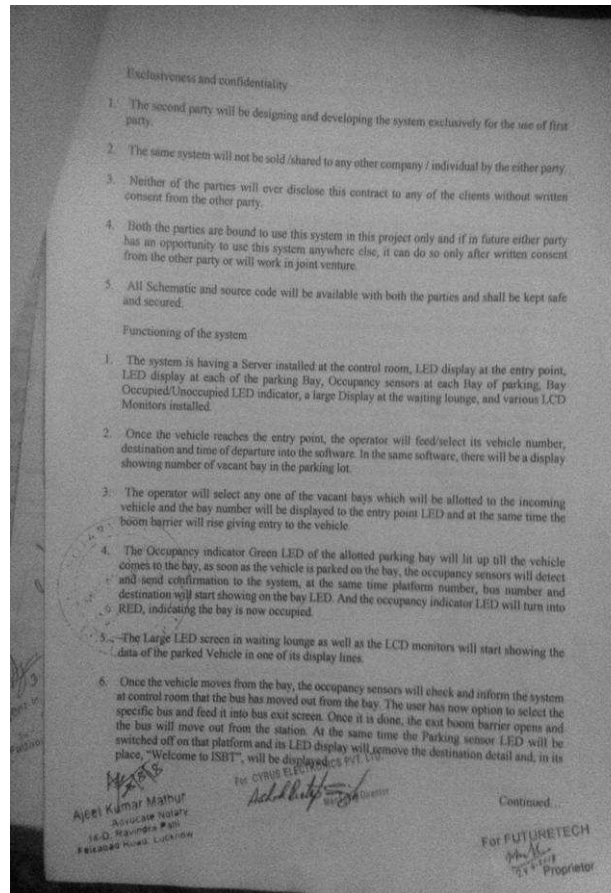 Exclusiveness and confidentiality
1. The second party will be designing and developing the system exclusively for the use of first
party.
2. The same system will not be sold /shared to any other company / individual by the either party.
3. Neither of the parties will ever disclose this contract to any of the clients without written
consent from the other party.
4. Both the parties are bound to use this system in this project only and if in future either party
has an opportunity to use this system anywhere else, it can do so only after written consent
from the other party or will work in joint venture.
5. All Schematic and source code will be available with both the parties and shall be kept safe
and secured.
Functioning of the system
1. The system is having a Server installed at the control room, LED display at the entry point,
LED display at each of the parking Bay, Occupancy sensors at each Bay of parking, Bay
Occupied/Unoccupied LED indicator, a large Display at the waiting lounge, and various LCD
Monitors installed.
2. Once the vehicle reaches the entry point, the operator will feed/select its vehicle number,
destination and time of departure into the software. In the same software, there will be a display
showing number of vacant bay in the parking lot.
3. The operator will select any one of the vacant bays which will be allotted to the incoming
vehicle and the bay number will be displayed to the entry point LED and at the same time the
boom barrier will rise giving entry to the vehicle.
4. The Occupancy indicator Green LED of the allotted parking bay will lit up till the vehicle
comes to the bay, as soon as the vehicle is parked on the bay, the occupancy sensors will detect
and send confirmation to the system, at the same time platform number, bus number and
destination will start showing on the bay LED. And the occupancy indicator LED will turn into
RED, indicating the bay is now occupied.
5. The Large LED screen in waiting lounge as well as the LCD monitors will start showing the
data of the parked Vehicle in one of its display lines.
6. Once the vehicle moves from the bay, the occupancy sensors will check and inform the system
at control room that the bus has moved out from the bay. The user has now option to select the
specific bus and feed it into bus exit screen. Once it is done, the exit boom barrier opens and
the bus will move out from the station. At the same time the Parking sensor LED will be
switched off on that platform and its LED display will remove the destination detail and, in its
place, "Welcome to ISBT", will be displayed.
For CYRUS ELECTRONICS PVT. LTD.
Director
Ajeet Kumar Mathur
Advocate Notary
Faizabad Road, Lucknow
Continued...
For FUTURETECH
Proprietor